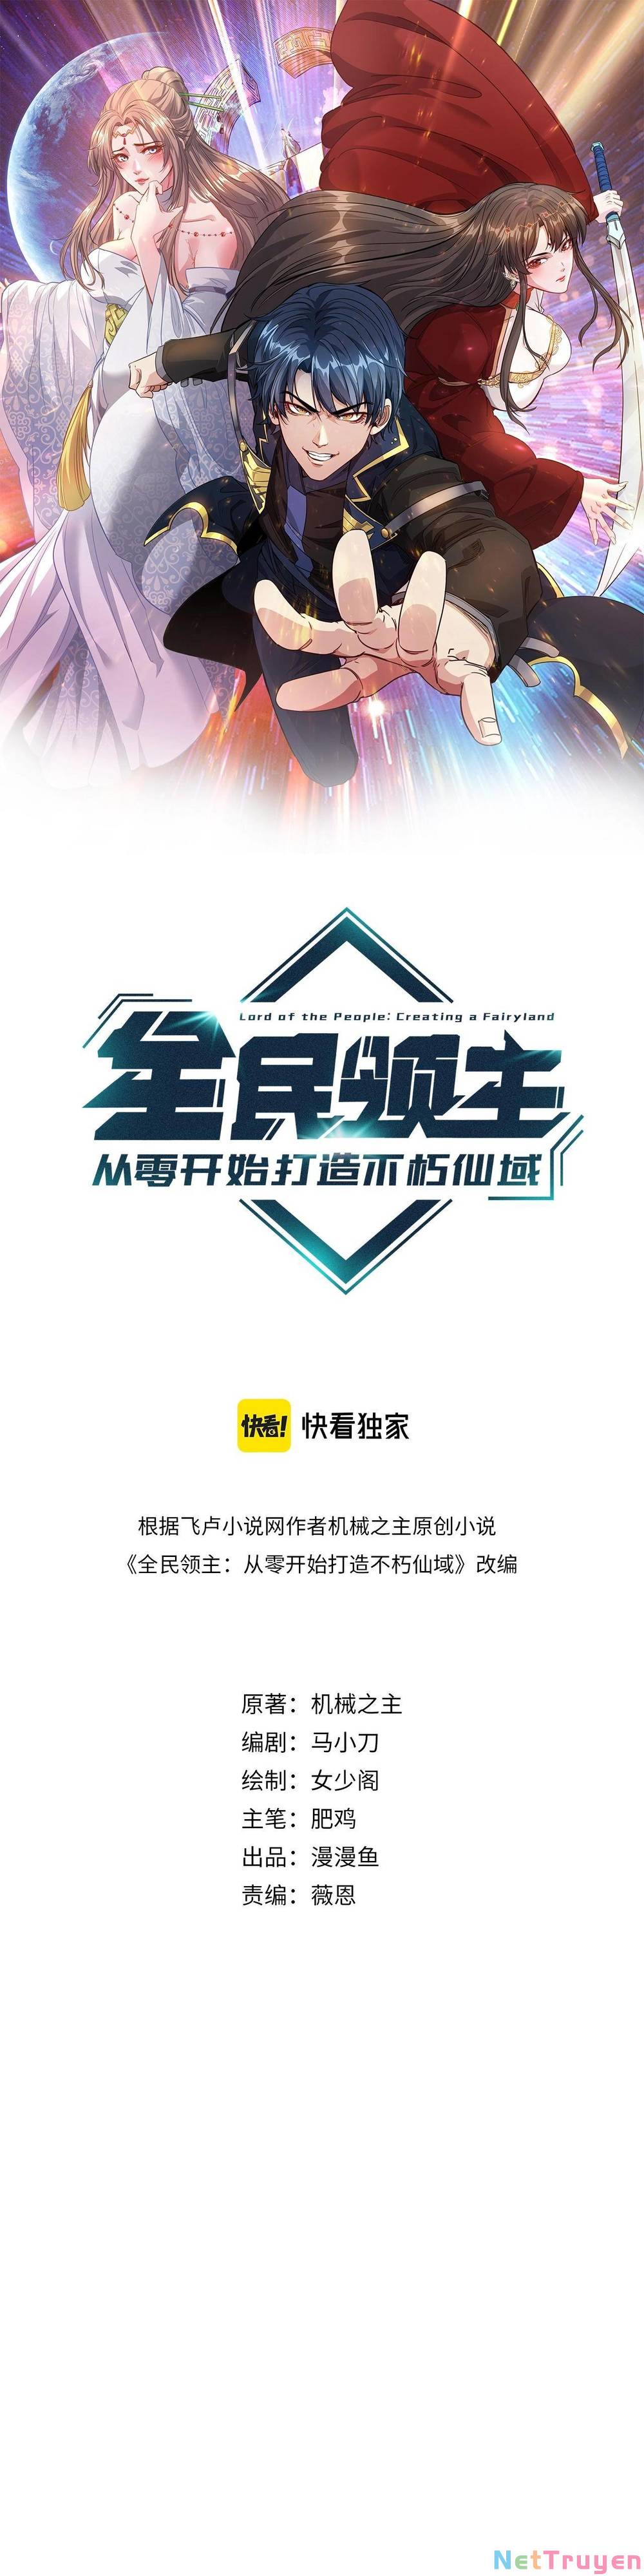 Lord of the People: Creating a Fairyland
全民领主
从零开始打造不朽仙域
快看! 快看独家
根据飞卢小说网作者机械之主原创小说
《全民领主：从零开始打造不朽仙域》改编
原著：机械之主
编剧：马小刀
绘制：女少阁
主笔：肥鸡
出品：漫漫鱼
责编：薇恩
NetTruyen